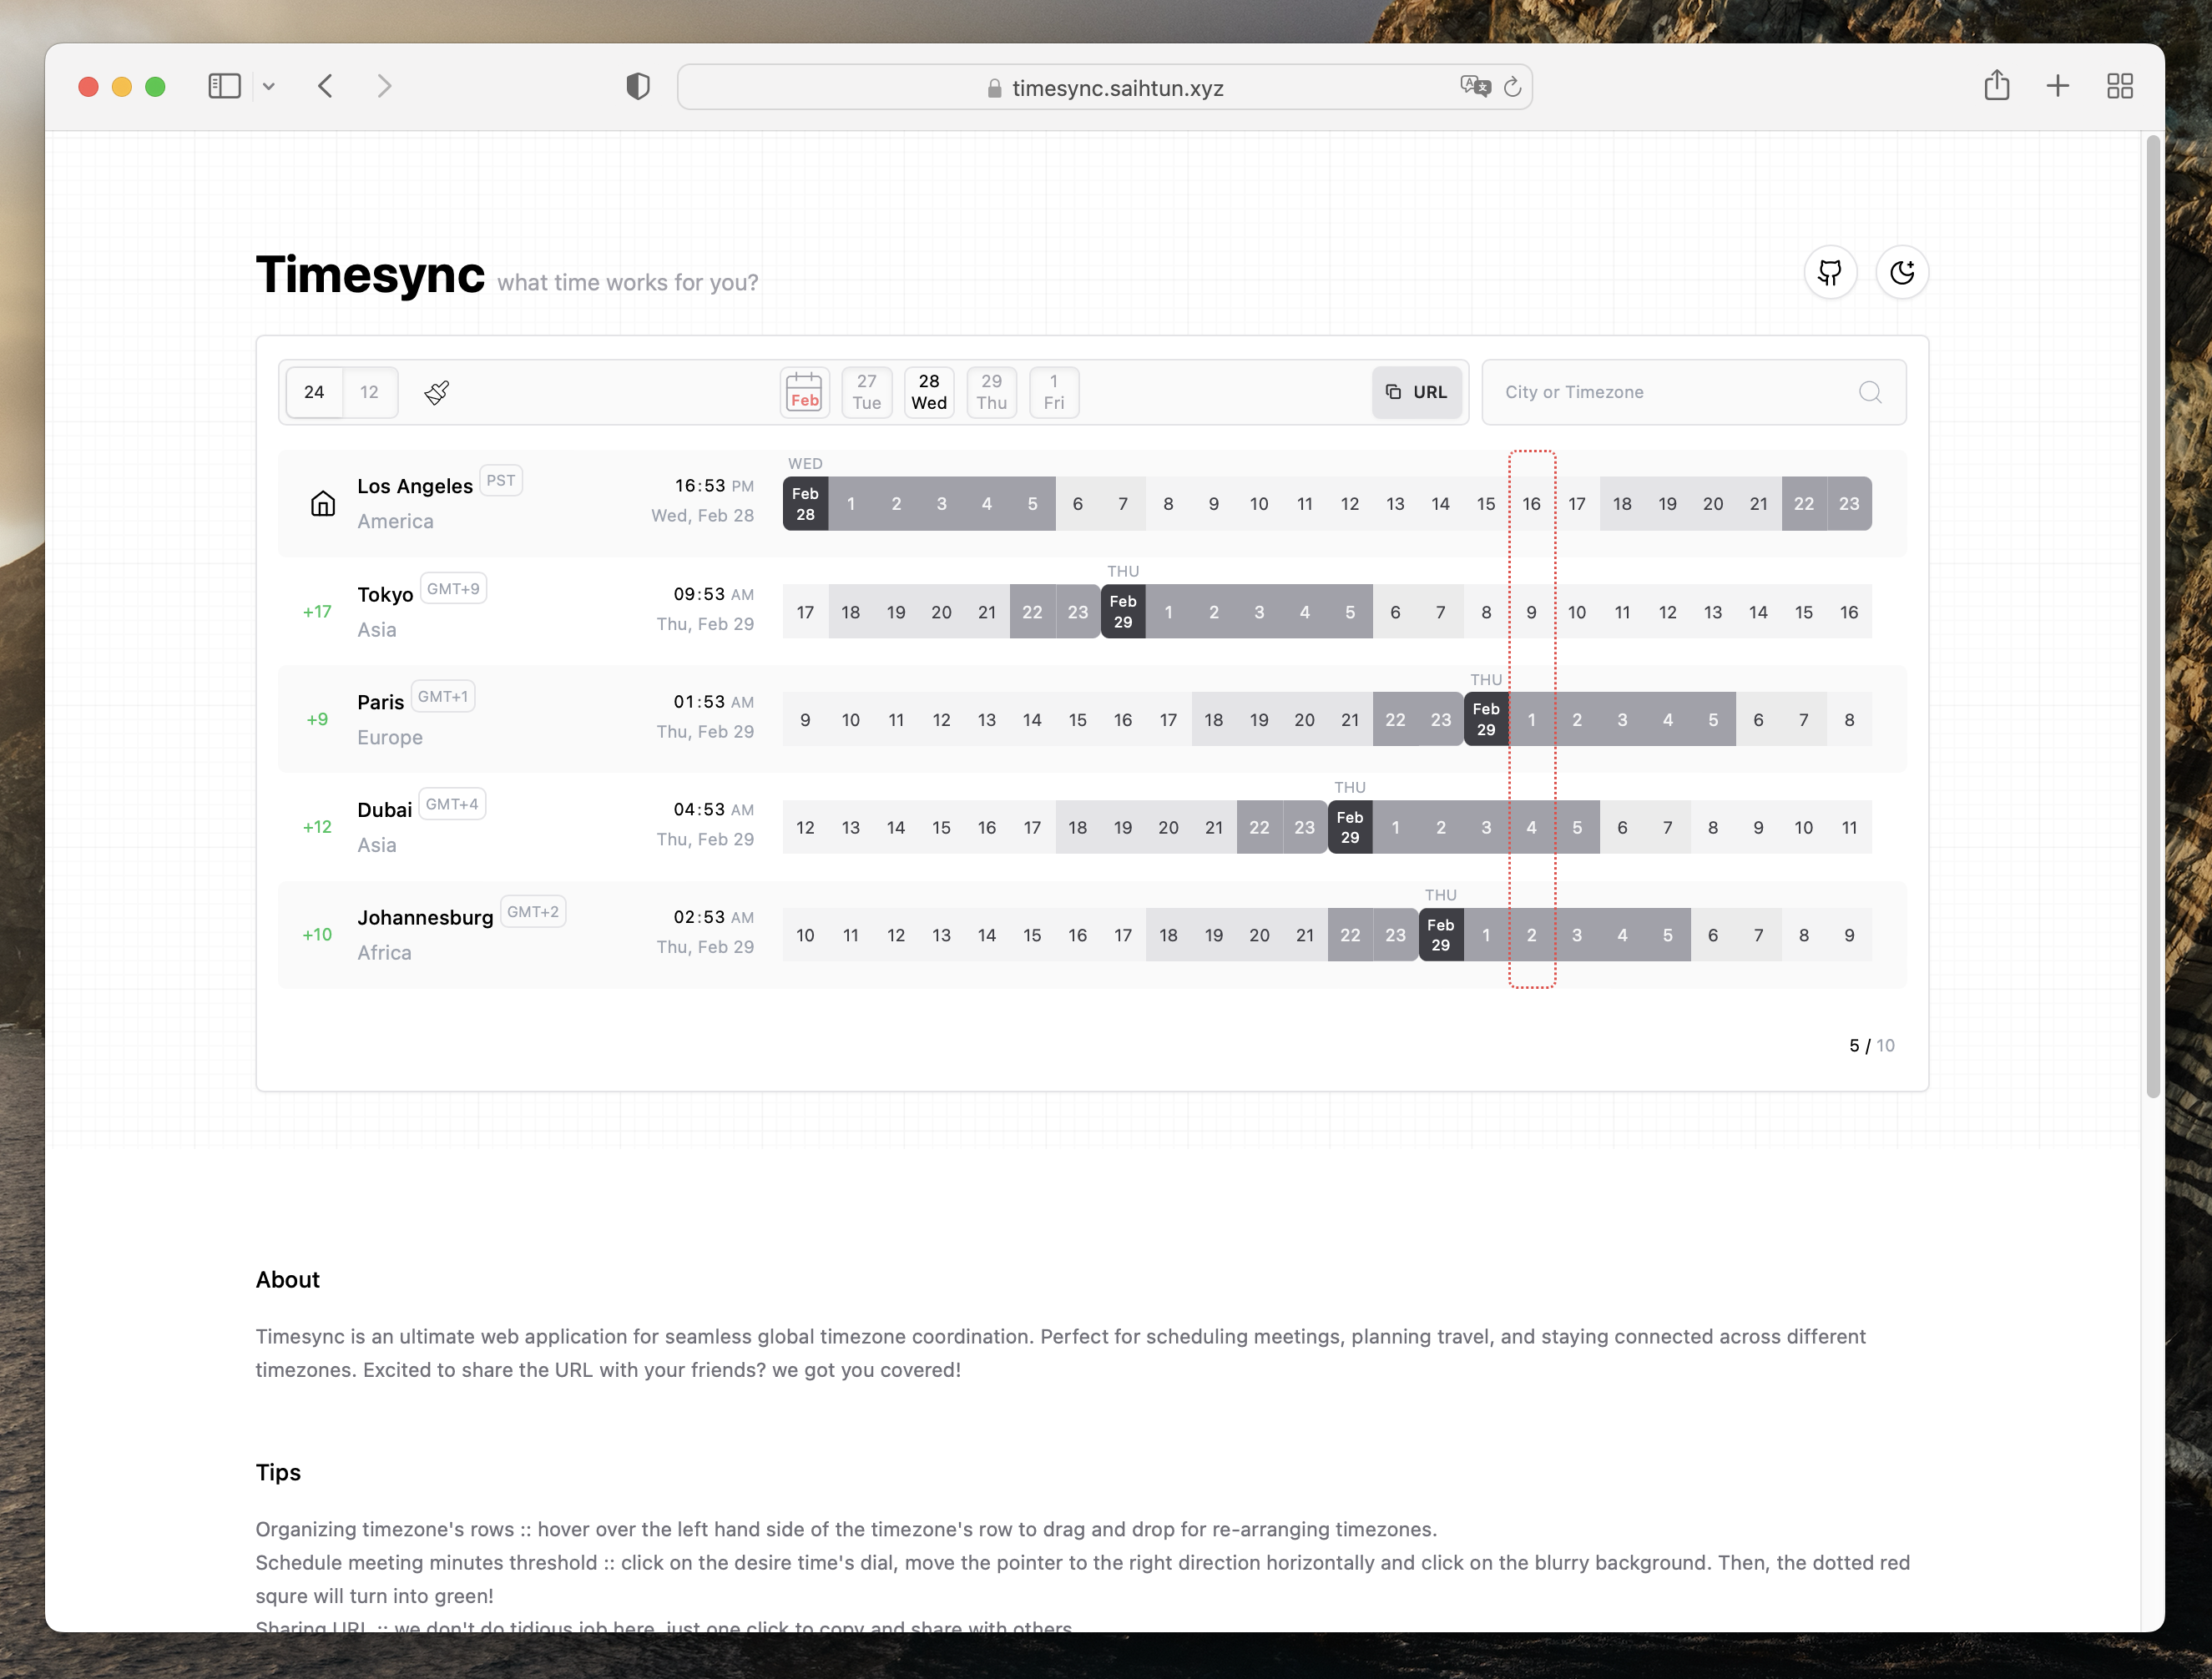 timesync.saihtun.xyz
Timesync what time works for you?
24 12 Feb 27 Tue 28 Wed 29 Thu 1 Fri URL City or Timezone
WED
Los Angeles PST 16:53 PM Feb 28 1 2 3 4 5 6 7 8 9 10 11 12 13 14 15 16 17 18 19 20 21 22 23
America Wed, Feb 28
THU
+17 Tokyo GMT+9 09:53 AM 17 18 19 20 21 22 23 Feb 29 1 2 3 4 5 6 7 8 9 10 11 12 13 14 15 16
Asia Thu, Feb 29
THU
+9 Paris GMT+1 01:53 AM 9 10 11 12 13 14 15 16 17 18 19 20 21 22 23 Feb 29 1 2 3 4 5 6 7 8
Europe Thu, Feb 29
THU
+12 Dubai GMT+4 04:53 AM 12 13 14 15 16 17 18 19 20 21 22 23 Feb 29 1 2 3 4 5 6 7 8 9 10 11
Asia Thu, Feb 29
THU
+10 Johannesburg GMT+2 02:53 AM 10 11 12 13 14 15 16 17 18 19 20 21 22 23 Feb 29 1 2 3 4 5 6 7 8 9
Africa Thu, Feb 29
5 / 10
About
Timesync is an ultimate web application for seamless global timezone coordination. Perfect for scheduling meetings, planning travel, and staying connected across different
timezones. Excited to share the URL with your friends? we got you covered!
Tips
Organizing timezone's rows :: hover over the left hand side of the timezone's row to drag and drop for re-arranging timezones.
Schedule meeting minutes threshold :: click on the desire time's dial, move the pointer to the right direction horizontally and click on the blurry background. Then, the dotted red
squre will turn into green!
Sharing URL :: we don't do tidious job here, just one click to copy and share with others